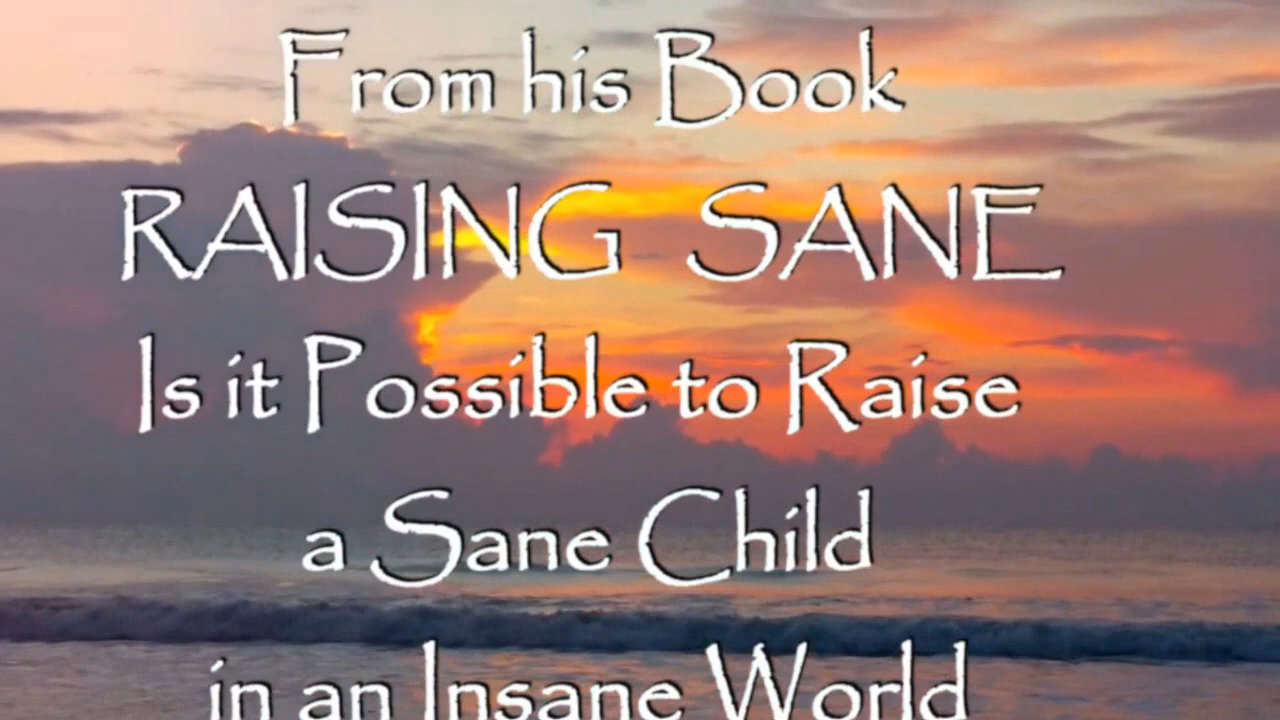 From his Book
RAISING SANE
Is it Possible to Raise
a Sane Child
in an Insane World